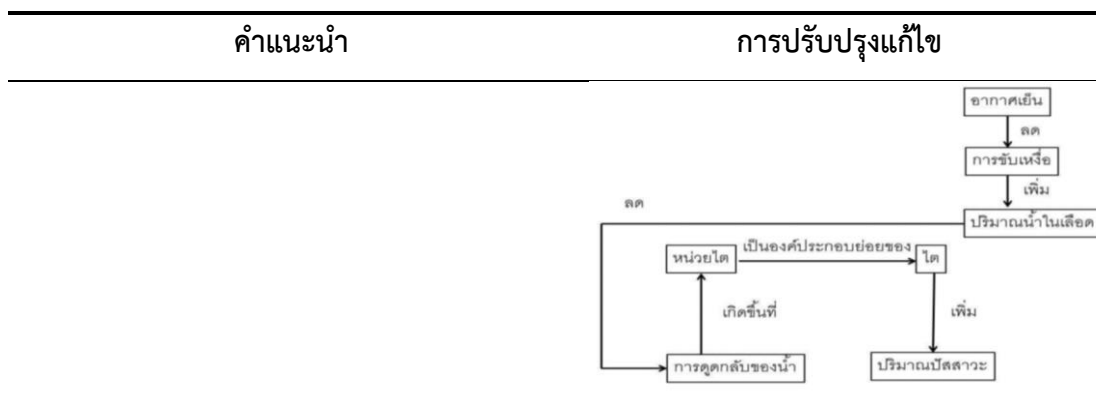 คำแนะนำ การปรับปรุงแก้ไข
อากาศเย็น
ลด
การขับเหงื่อ
เพิ่ม
ลด
ปริมาณน้ำในเลือด
หน่วยไต เป็นองค์ประกอบย่อยของ ไต
เกิดขึ้นที่ เพิ่ม
การดูดกลับของน้ำ ปริมาณปัสสาวะ